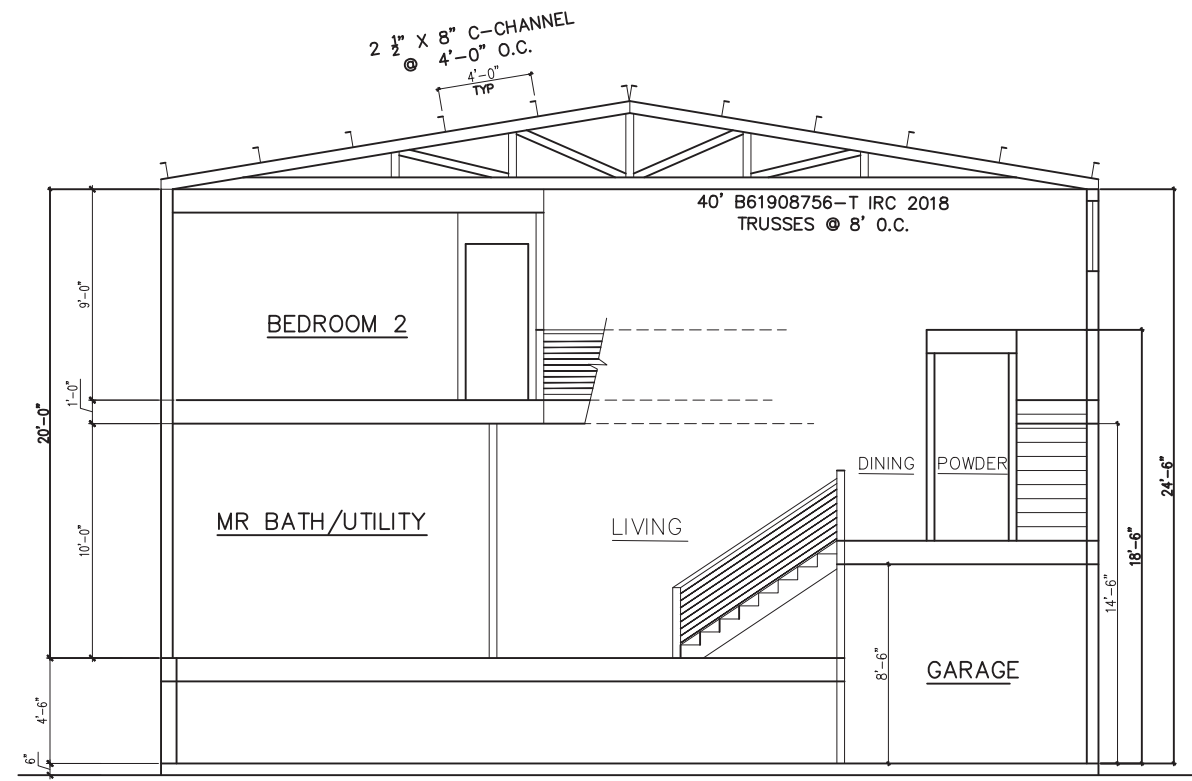 2 ½" X 8" C-CHANNEL
@ 4'-0" O.C.
4'-0"
TYP
40' B61908756-T IRC 2018
TRUSSES @ 8' O.C.
9'-0"
BEDROOM 2
1'-0"
20'-0"
DINING
POWDER
24'-6"
MR BATH/UTILITY
LIVING
10'-0"
18'-6"
14'-6"
8'-6"
GARAGE
4'-6"
6"